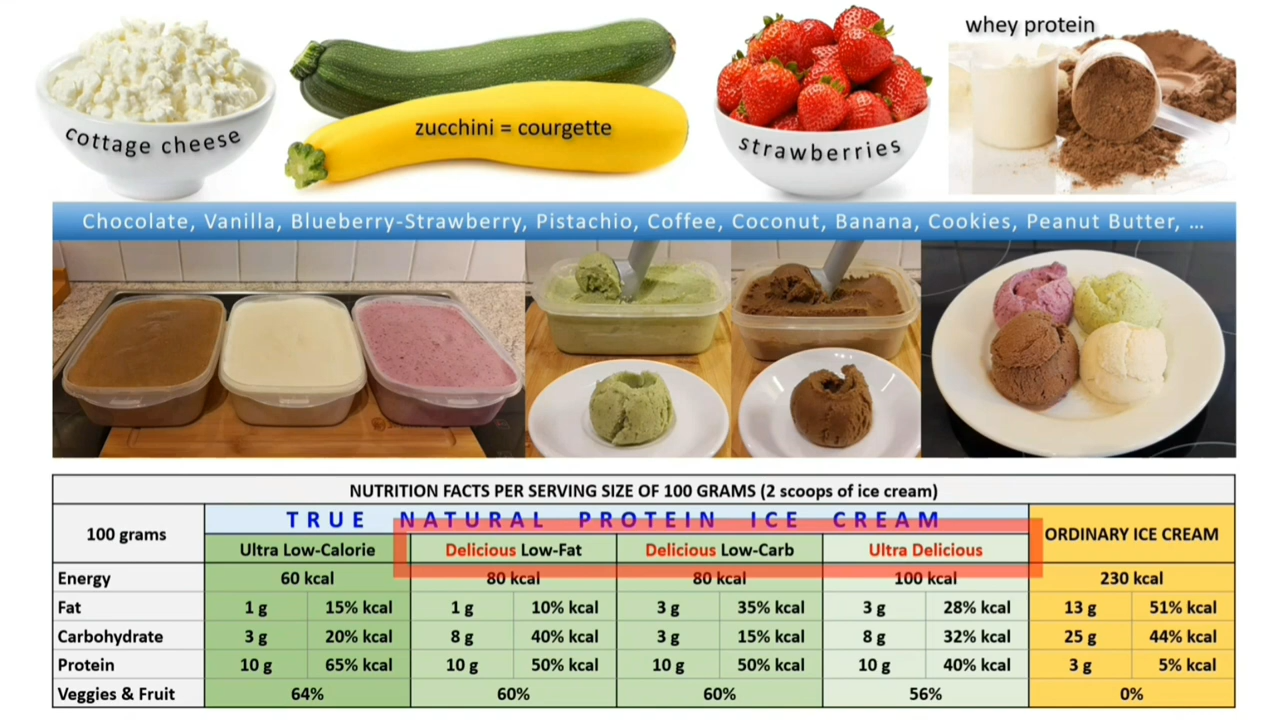 whey protein
cottage cheese
zucchini = courgette
strawberries
Chocolate, Vanilla, Blueberry-Strawberry, Pistachio, Coffee, Coconut, Banana, Cookies, Peanut Butter, ...
NUTRITION FACTS PER SERVING SIZE OF 100 GRAMS (2 scoops of ice cream)
100 grams TRUE NATURAL PROTEIN ICE CREAM ORDINARY ICE CREAM
Ultra Low-Calorie Delicious Low-Fat Delicious Low-Carb Ultra Delicious
Energy 60 kcal 80 kcal 80 kcal 100 kcal 230 kcal
Fat 1 g 15% kcal 1 g 10% kcal 3 g 35% kcal 3 g 28% kcal 13 g 51% kcal
Carbohydrate 3 g 20% kcal 8 g 40% kcal 3 g 15% kcal 8 g 32% kcal 25 g 44% kcal
Protein 10 g 65% kcal 10 g 50% kcal 10 g 50% kcal 10 g 40% kcal 3 g 5% kcal
Veggies & Fruit 64% 60% 60% 56% 0%